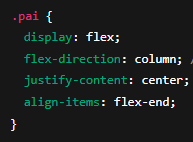 .pai {
display: flex;
flex-direction: column; /
justify-content: center;
align-items: flex-end;
}